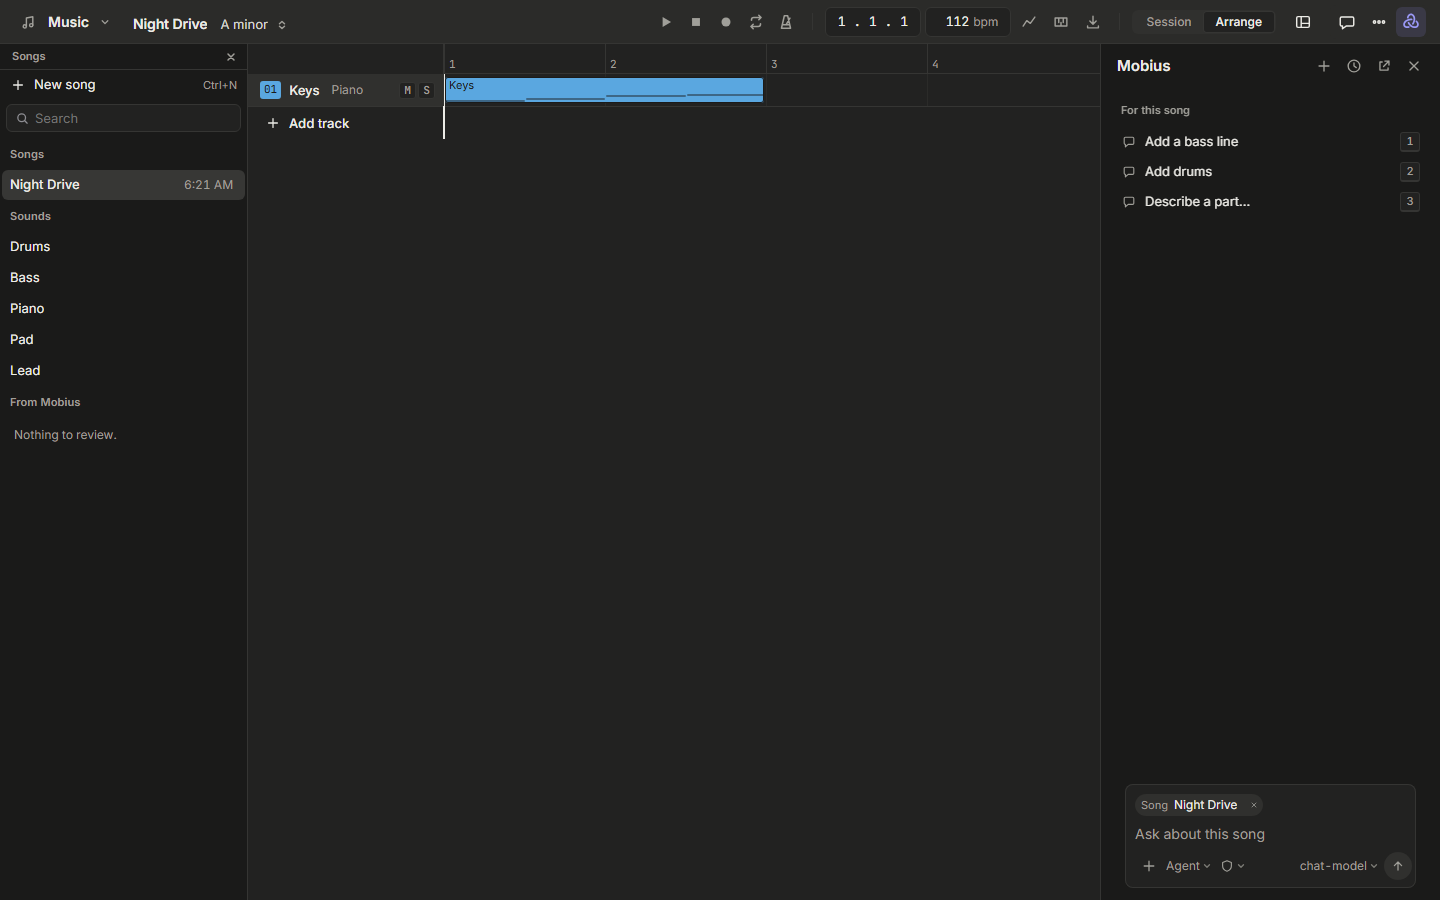 Music
Night Drive A minor
1 . 1 . 1
112 bpm
Session Arrange
Songs
New song Ctrl+N
Search
Songs
Night Drive 6:21 AM
Sounds
Drums
Bass
Piano
Pad
Lead
From Mobius
Nothing to review.
1 2 3 4
01 Keys Piano M S
Keys
Add track
Mobius
For this song
Add a bass line 1
Add drums 2
Describe a part... 3
Song Night Drive ×
Ask about this song
Agent chat-model